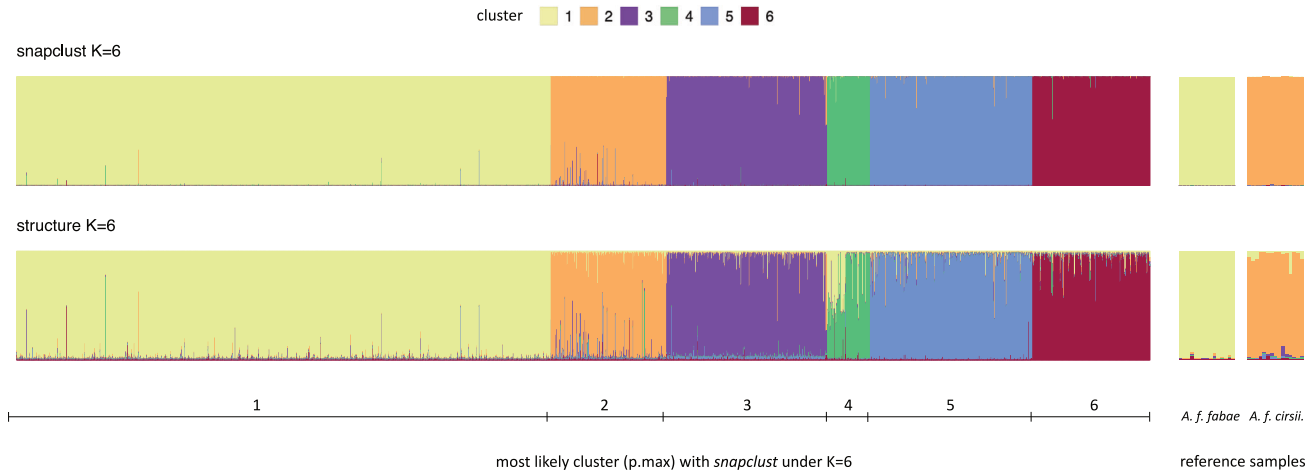 cluster 1 2 3 4 5 6
snapclust K=6
structure K=6
1 2 3 4 5 6
A. f. fabae A. f. cirsii.
most likely cluster (p.max) with snapclust under K=6 reference samples